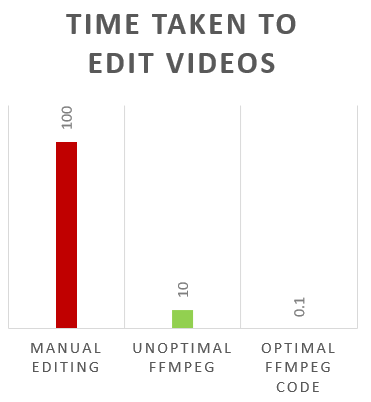 TIME TAKEN TO
EDIT VIDEOS
100
10
0.1
MANUAL
EDITING
UNOPTIMAL
FFMPEG
OPTIMAL
FFMPEG
CODE